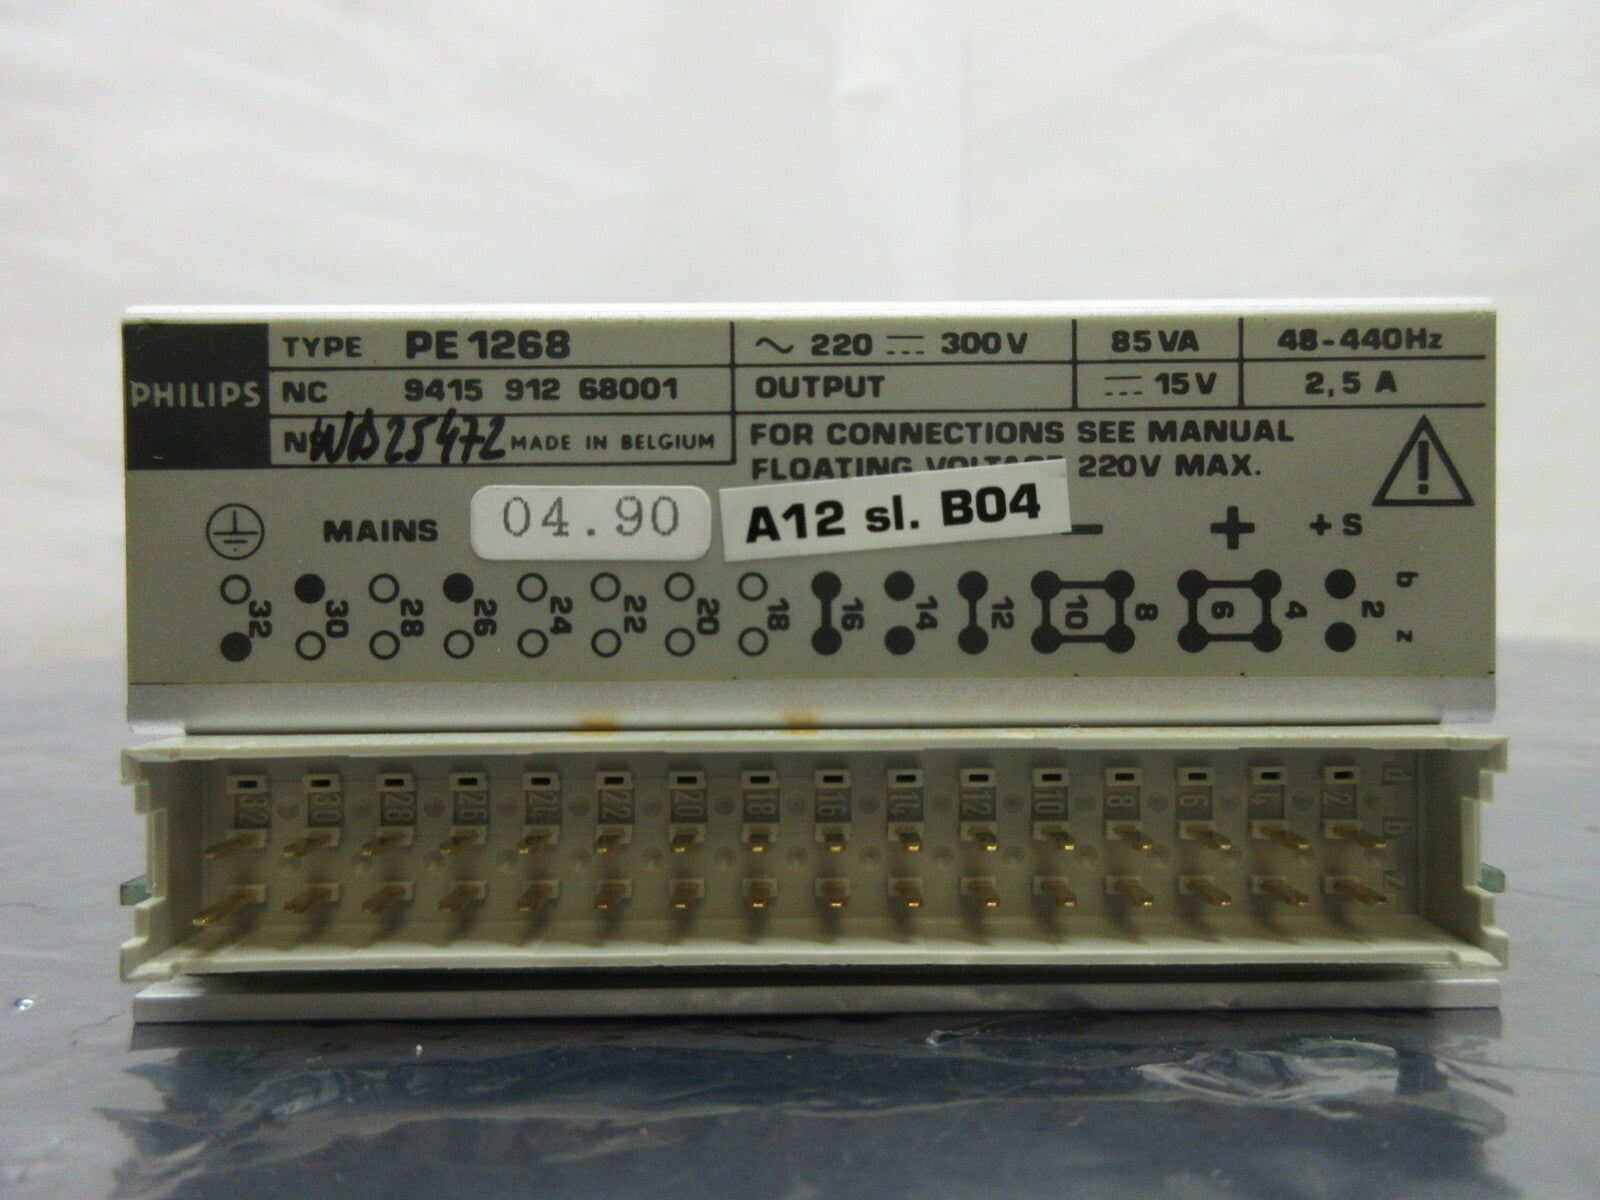 PHILIPS
TYPE PE 1268
NC 9415 912 68001
N WD25472 MADE IN BELGIUM
~ 220 ⎓ 300 V 85 VA 48-440Hz
OUTPUT ⎓ 15 V 2,5 A
FOR CONNECTIONS SEE MANUAL
FLOATING VOLTAGE 220V MAX.
MAINS
04.90
A12 sl. B04
− + + S
32 30 28 26 24 22 20 18 16 14 12 10 8 6 4 2
b
z
32 30 28 26 24 22 20 18 16 14 12 10 8 6 4 2
d
b
z